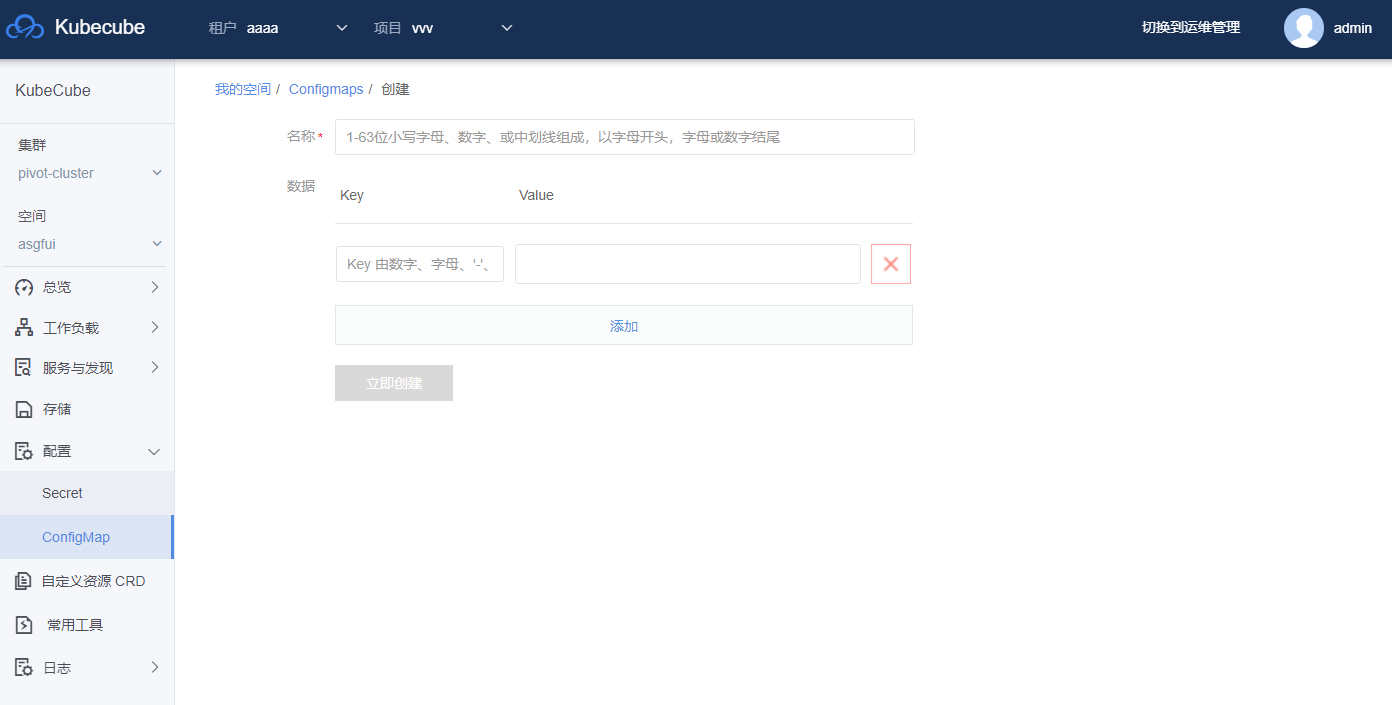 Kubecube 租户 aaaa 项目 vvv 切换到运维管理 admin
KubeCube
集群
pivot-cluster
空间
asgfui
总览
工作负载
服务与发现
存储
配置
Secret
ConfigMap
自定义资源 CRD
常用工具
日志
我的空间 / Configmaps / 创建
名称* 1-63位小写字母、数字、或中划线组成，以字母开头，字母或数字结尾
数据 Key Value
Key 由数字、字母、'-'、
添加
立即创建